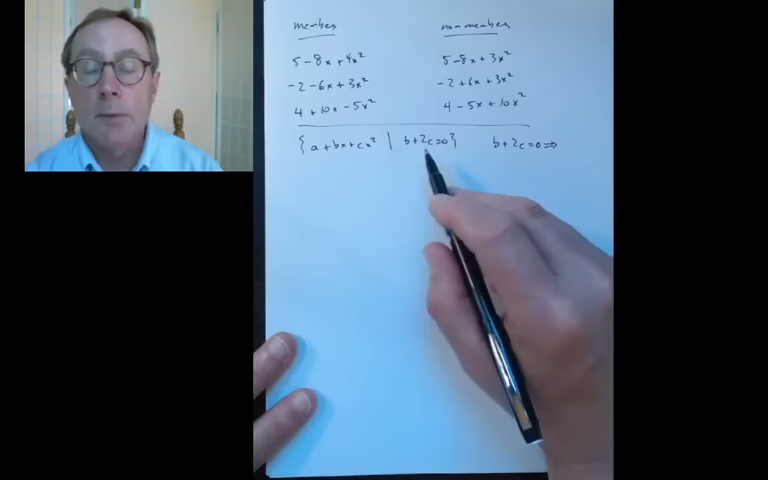 members nonmembers
5-8x+4x² 5-8x+3x²
-2-6x+3x² -2+6x+3x²
4+10x-5x² 4-5x+10x²
{a+bx+cx² | b+2c=0} b+2c=0⇒